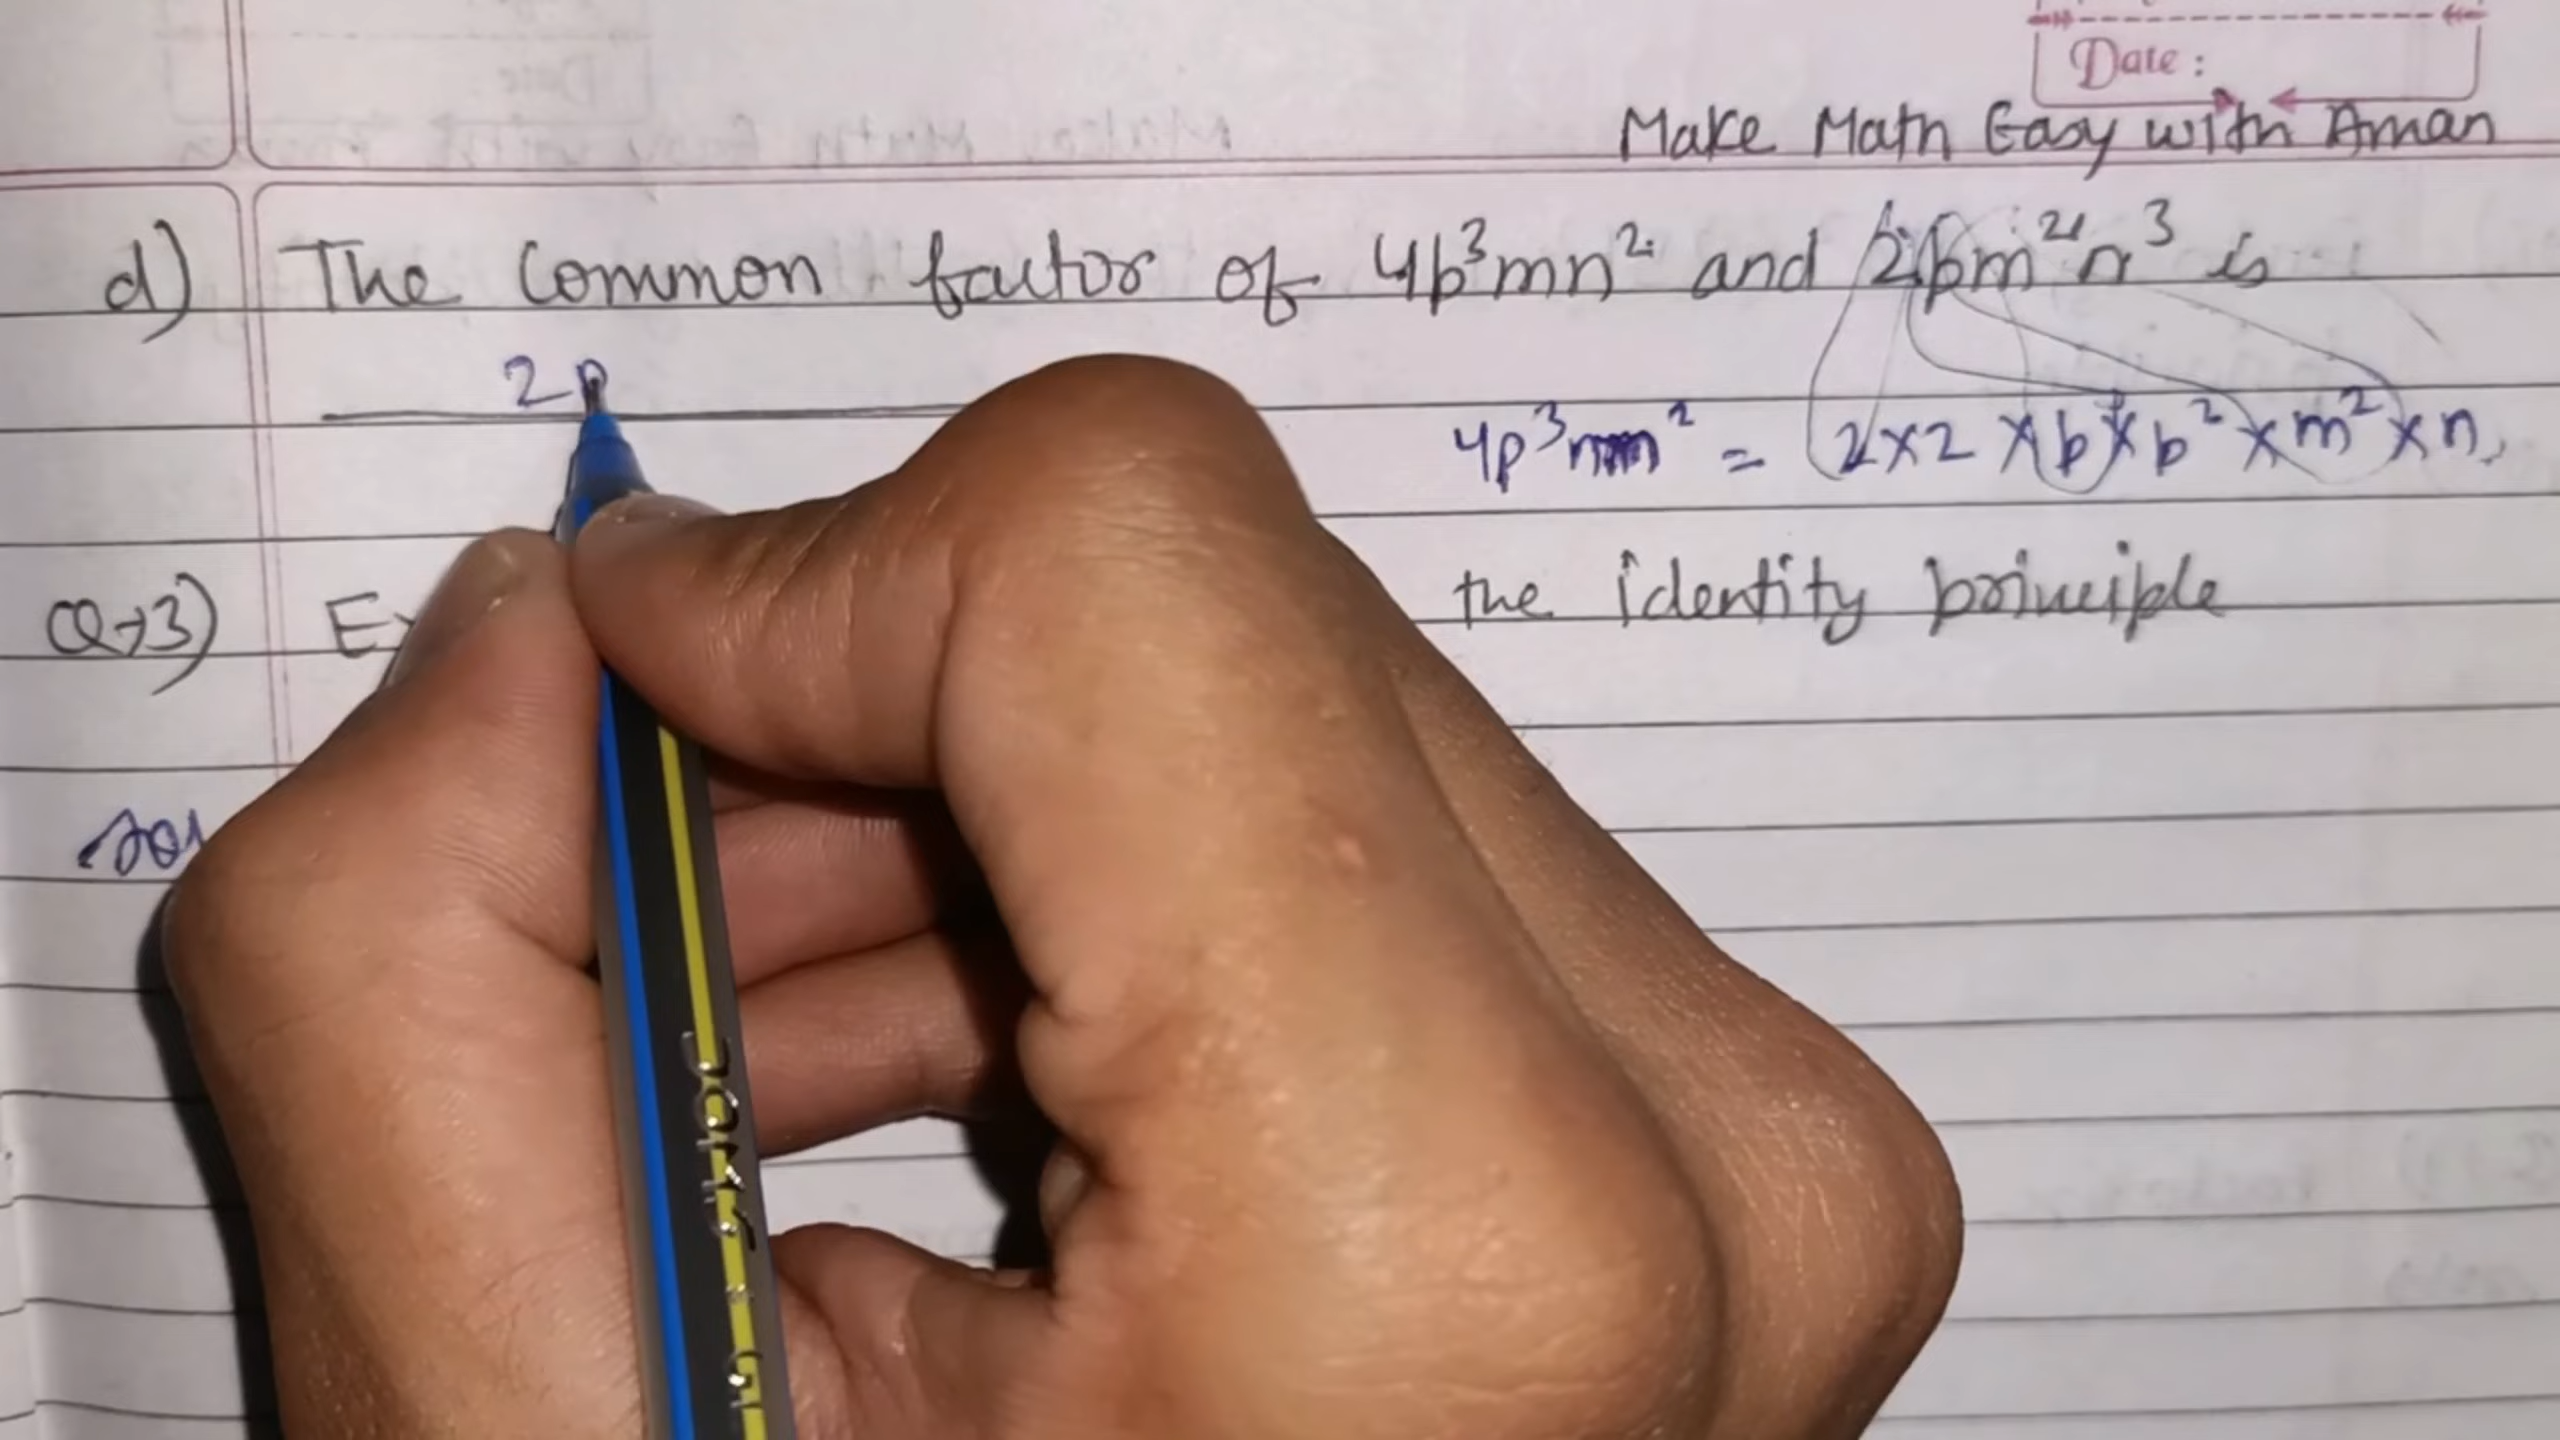 Date :
Make Math Easy with Aman
d) The Common factor of 4p³mn² and 2pm²n³ is
2p
4p³mn² = 2×2×p×p²×m²×n
Q→3) Ex the identity principle
Sol